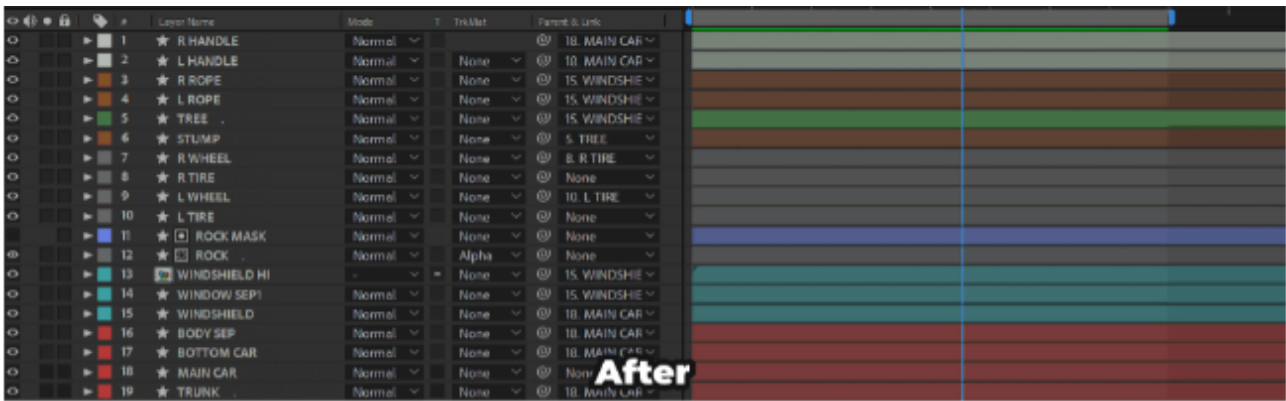 # Layer Name Mode T TrkMat Parent & Link
1 R HANDLE Normal 18. MAIN CAR
2 L HANDLE Normal None 18. MAIN CAR
3 R ROPE Normal None 15. WINDSHIE
4 L ROPE Normal None 15. WINDSHIE
5 TREE . Normal None 15. WINDSHIE
6 STUMP Normal None 5. TREE
7 R WHEEL Normal None 8. R TIRE
8 R TIRE Normal None None
9 L WHEEL Normal None 10. L TIRE
10 L TIRE Normal None None
11 ROCK MASK Normal None None
12 ROCK . Normal Alpha None
13 WINDSHIELD HI - None 15. WINDSHIE
14 WINDOW SEP1 Normal None 15. WINDSHIE
15 WINDSHIELD Normal None 18. MAIN CAR
16 BODY SEP Normal None 18. MAIN CAR
17 BOTTOM CAR Normal None 18. MAIN CAR
18 MAIN CAR Normal None
After
19 TRUNK . Normal None 18. MAIN CAR